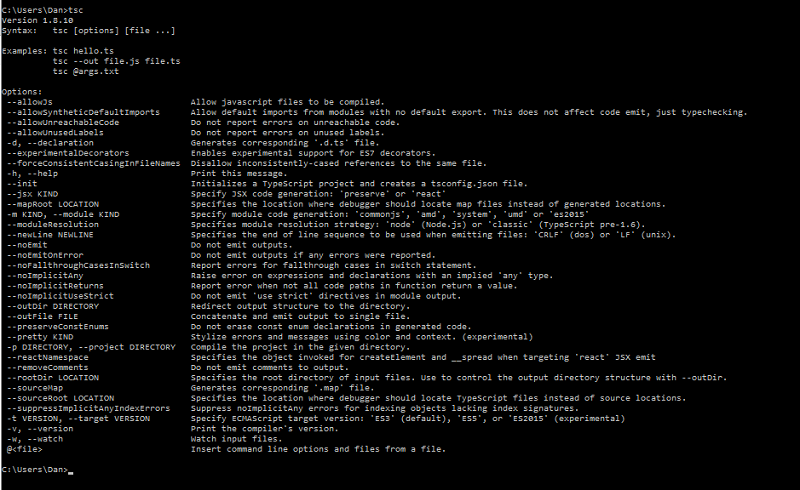 C:\Users\Dan>tsc
Version 1.8.10
Syntax:   tsc [options] [file ...]

Examples: tsc hello.ts
          tsc --out file.js file.ts
          tsc @args.txt

Options:
 --allowJs                           Allow javascript files to be compiled.
 --allowSyntheticDefaultImports      Allow default imports from modules with no default export. This does not affect code emit, just typechecking.
 --allowUnreachableCode              Do not report errors on unreachable code.
 --allowUnusedLabels                 Do not report errors on unused labels.
 -d, --declaration                   Generates corresponding '.d.ts' file.
 --experimentalDecorators            Enables experimental support for ES7 decorators.
 --forceConsistentCasingInFileNames  Disallow inconsistently-cased references to the same file.
 -h, --help                          Print this message.
 --init                              Initializes a TypeScript project and creates a tsconfig.json file.
 --jsx KIND                          Specify JSX code generation: 'preserve' or 'react'
 --mapRoot LOCATION                  Specifies the location where debugger should locate map files instead of generated locations.
 -m KIND, --module KIND              Specify module code generation: 'commonjs', 'amd', 'system', 'umd' or 'es2015'
 --moduleResolution                  Specifies module resolution strategy: 'node' (Node.js) or 'classic' (TypeScript pre-1.6).
 --newLine NEWLINE                   Specifies the end of line sequence to be used when emitting files: 'CRLF' (dos) or 'LF' (unix).
 --noEmit                            Do not emit outputs.
 --noEmitOnError                     Do not emit outputs if any errors were reported.
 --noFallthroughCasesInSwitch        Report errors for fallthrough cases in switch statement.
 --noImplicitAny                     Raise error on expressions and declarations with an implied 'any' type.
 --noImplicitReturns                 Report error when not all code paths in function return a value.
 --noImplicitUseStrict               Do not emit 'use strict' directives in module output.
 --outDir DIRECTORY                  Redirect output structure to the directory.
 --outFile FILE                      Concatenate and emit output to single file.
 --preserveConstEnums                Do not erase const enum declarations in generated code.
 --pretty KIND                       Stylize errors and messages using color and context. (experimental)
 -p DIRECTORY, --project DIRECTORY   Compile the project in the given directory.
 --reactNamespace                    Specifies the object invoked for createElement and __spread when targeting 'react' JSX emit
 --removeComments                    Do not emit comments to output.
 --rootDir LOCATION                  Specifies the root directory of input files. Use to control the output directory structure with --outDir.
 --sourceMap                         Generates corresponding '.map' file.
 --sourceRoot LOCATION               Specifies the location where debugger should locate TypeScript files instead of source locations.
 --suppressImplicitAnyIndexErrors    Suppress noImplicitAny errors for indexing objects lacking index signatures.
 -t VERSION, --target VERSION        Specify ECMAScript target version: 'ES3' (default), 'ES5', or 'ES2015' (experimental)
 -v, --version                       Print the compiler's version.
 -w, --watch                         Watch input files.
 @<file>                             Insert command line options and files from a file.

C:\Users\Dan>_